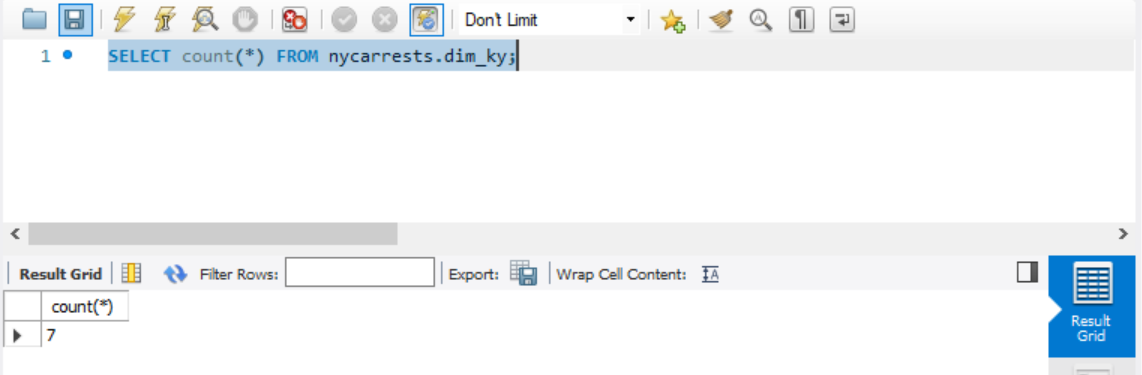 Don't Limit
1 SELECT count(*) FROM nycarrests.dim_ky;
Result Grid Filter Rows: Export: Wrap Cell Content: IA
count(*)
7
Result
Grid